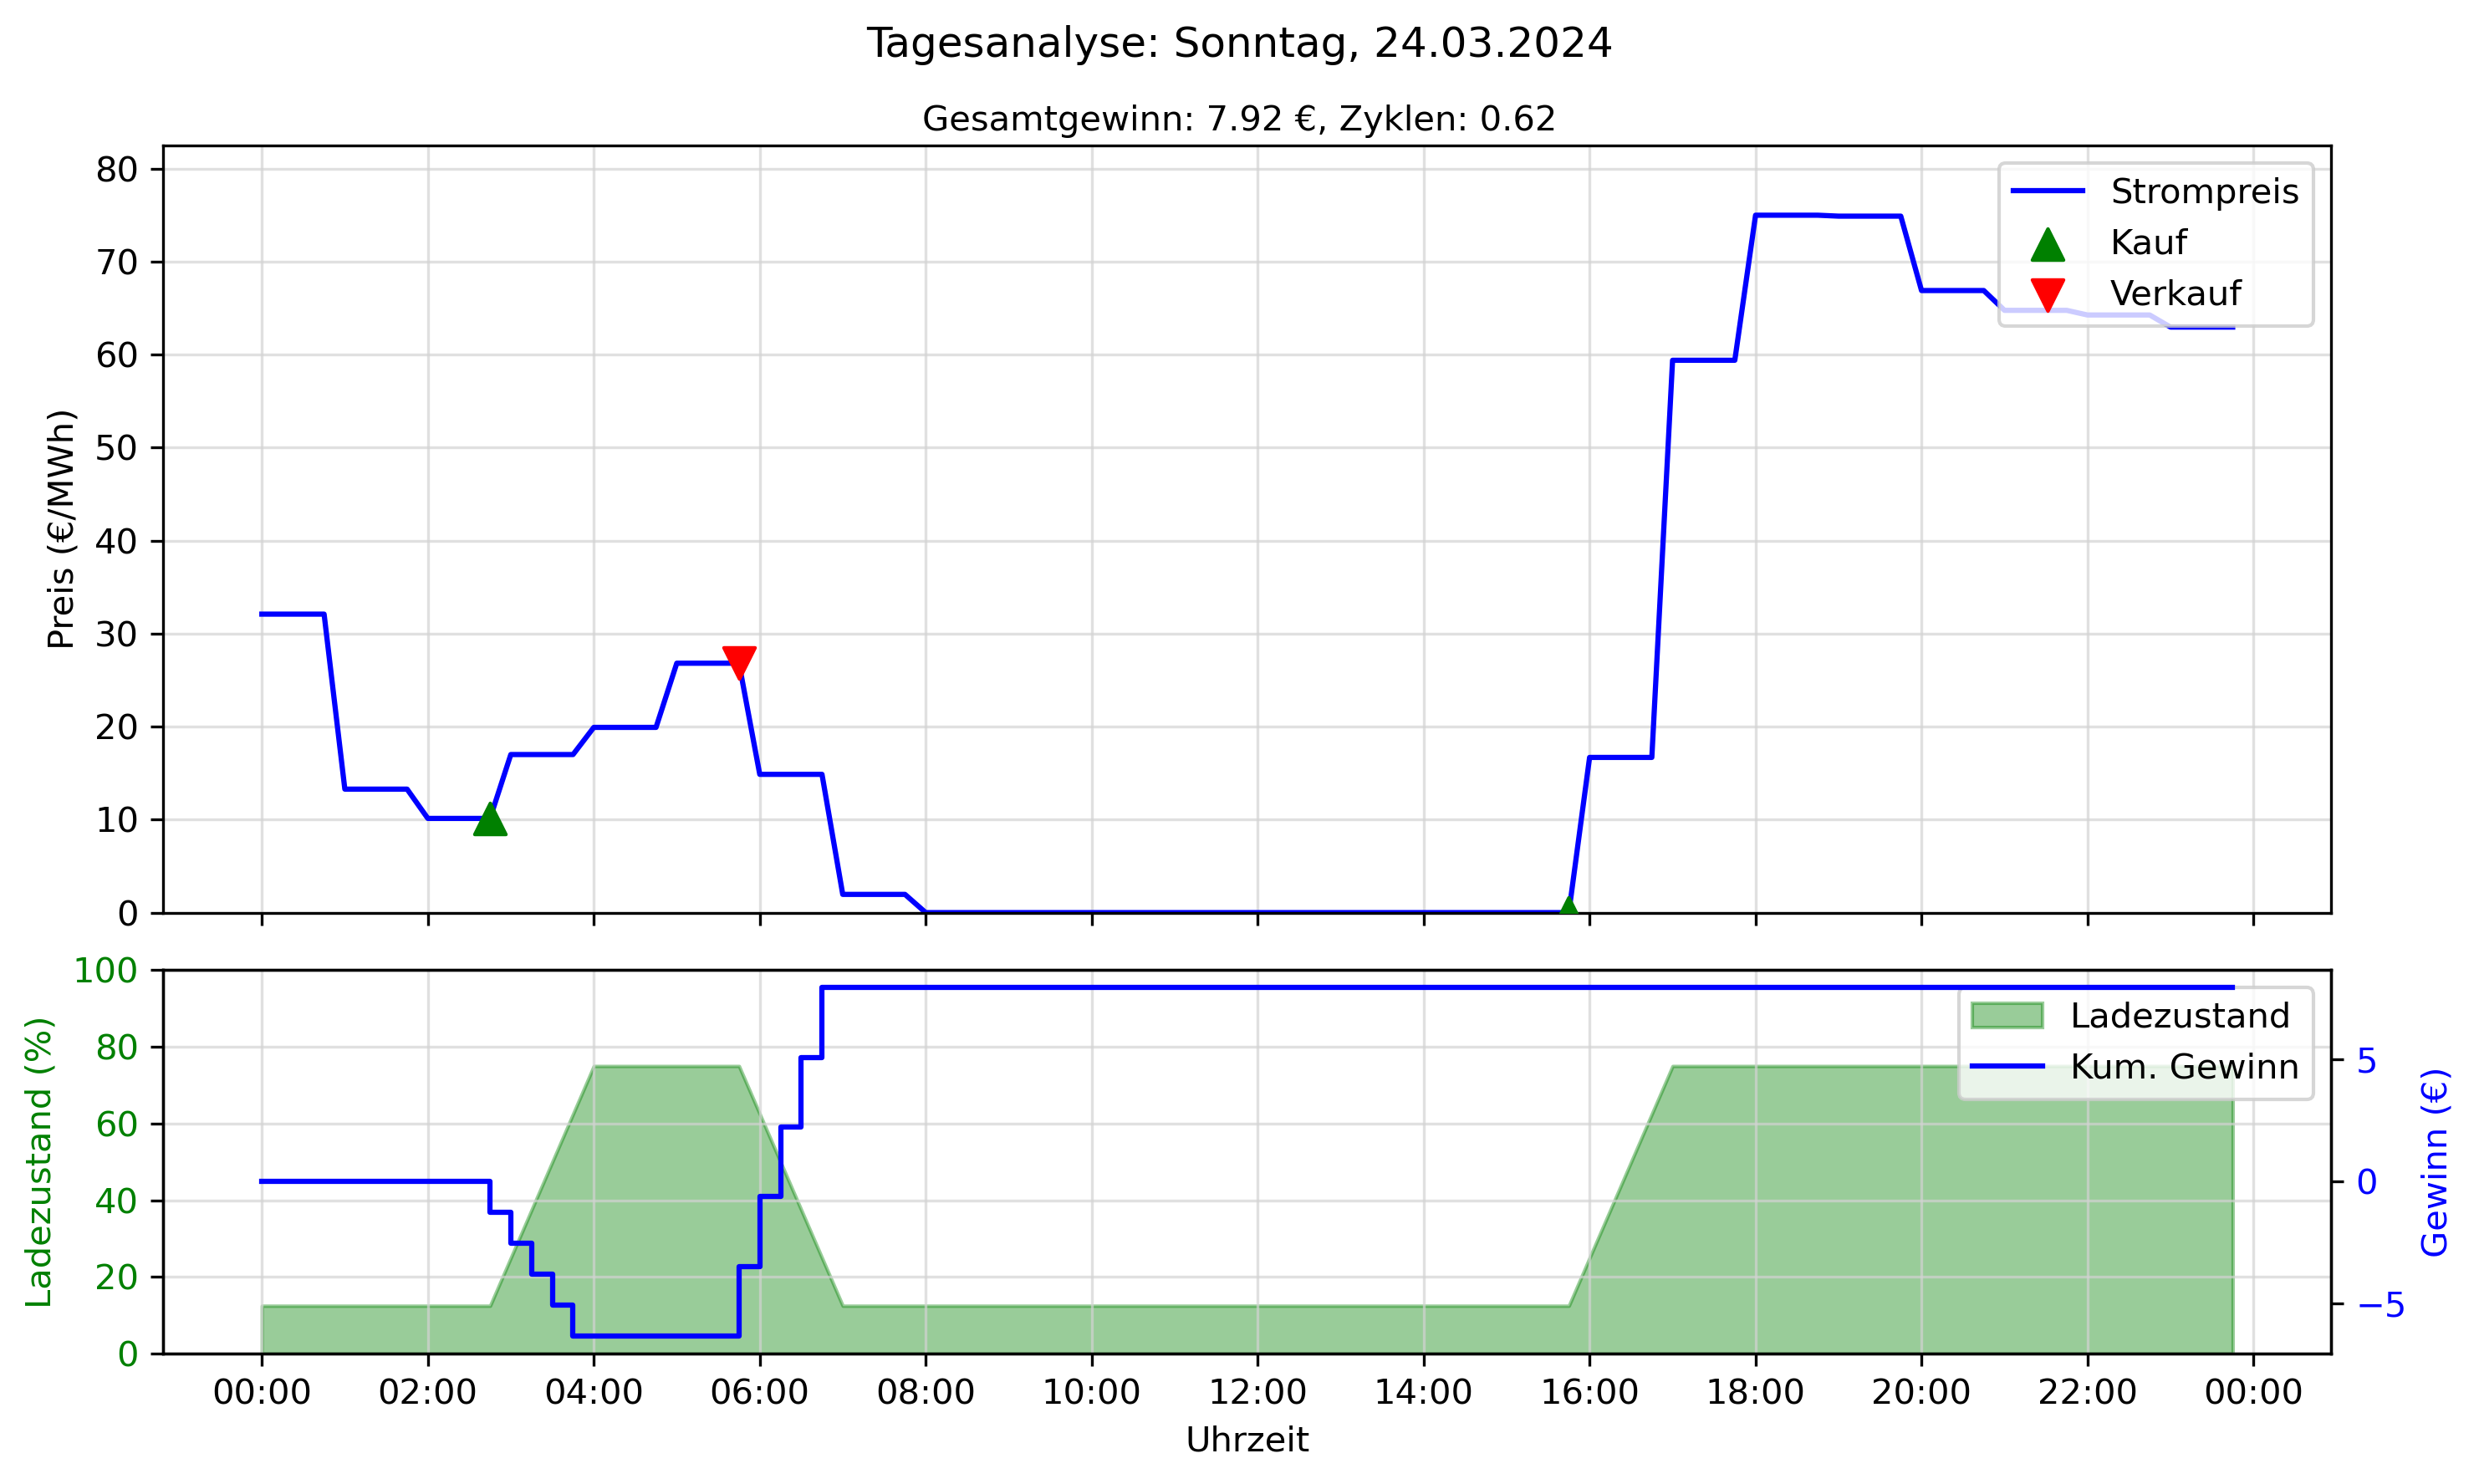 Tagesanalyse: Sonntag, 24.03.2024
Gesamtgewinn: 7.92 €, Zyklen: 0.62
Preis (€/MWh)
80
70
60
50
40
30
20
10
0
Strompreis
Kauf
Verkauf
Ladezustand (%)
100
80
60
40
20
0
Ladezustand
Kum. Gewinn
5
0
−5
Gewinn (€)
00:00 02:00 04:00 06:00 08:00 10:00 12:00 14:00 16:00 18:00 20:00 22:00 00:00
Uhrzeit